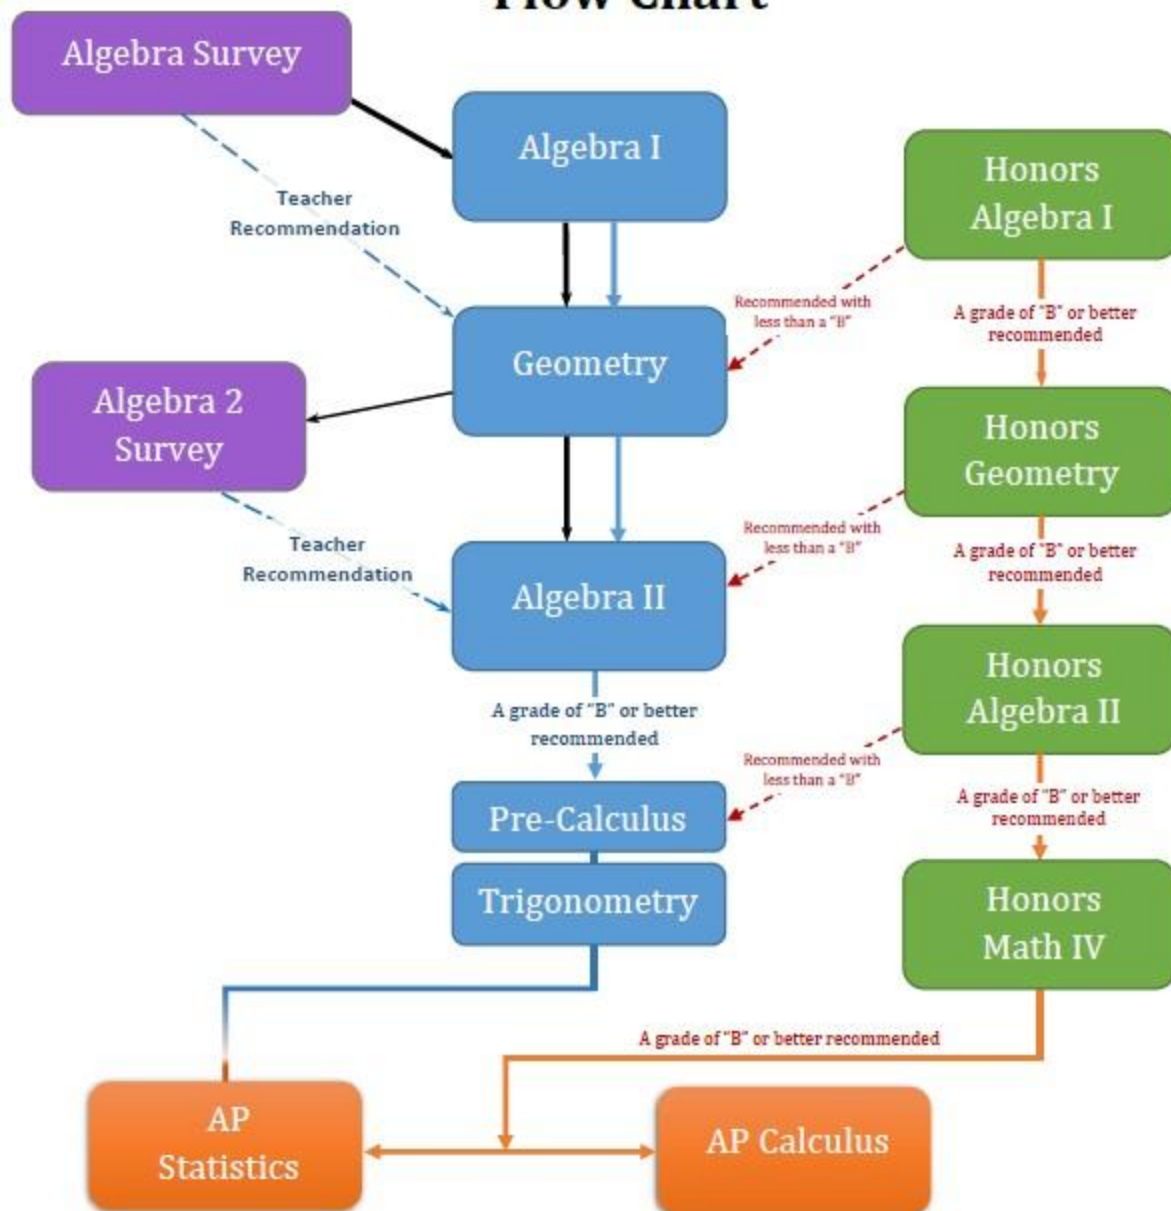 Flow Chart
Algebra Survey
Algebra I
Honors
Algebra I
Teacher
Recommendation
Recommended with
less than a "B"
A grade of "B" or better
recommended
Geometry
Algebra 2
Survey
Honors
Geometry
Recommended with
less than a "B"
Teacher
Recommendation
A grade of "B" or better
recommended
Algebra II
Honors
Algebra II
A grade of "B" or better
recommended
Recommended with
less than a "B"
A grade of "B" or better
recommended
Pre-Calculus
Trigonometry
Honors
Math IV
A grade of "B" or better recommended
AP
Statistics
AP Calculus